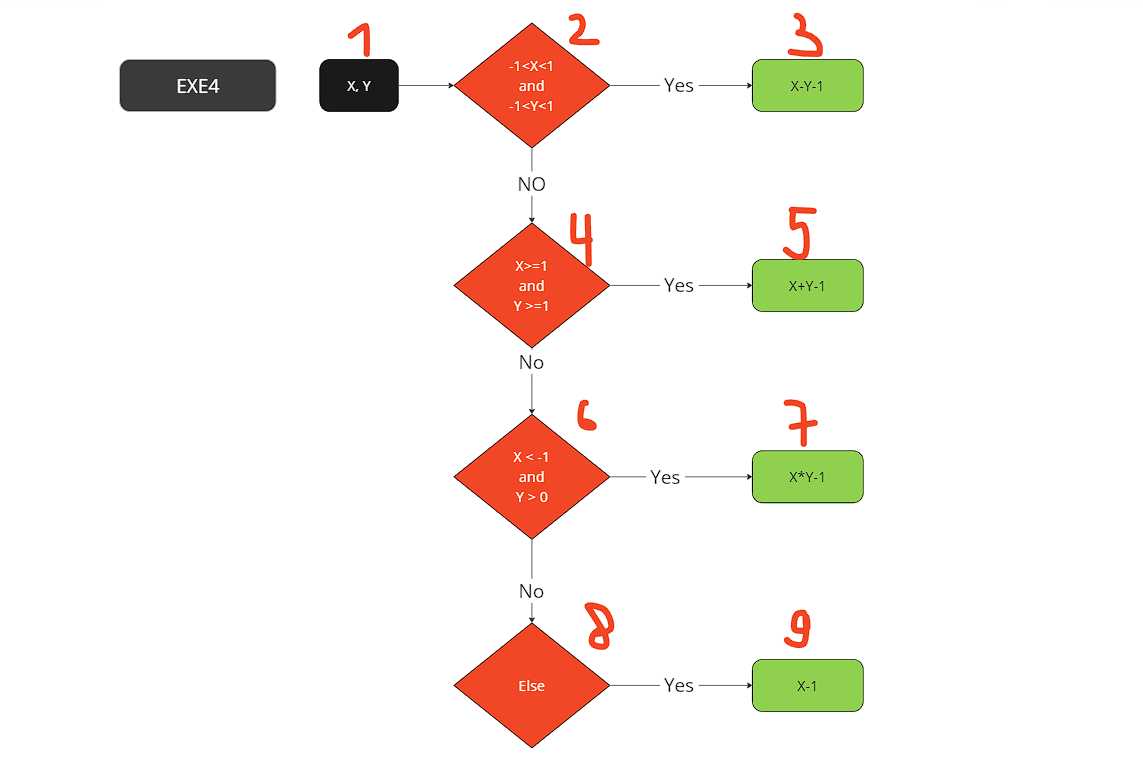 1
2
3
EXE4
X, Y
-1<X<1
and
-1<Y<1
Yes
X-Y-1
NO
4
5
X>=1
and
Y >=1
Yes
X+Y-1
No
6
7
X < -1
and
Y > 0
Yes
X*Y-1
No
8
9
Else
Yes
X-1